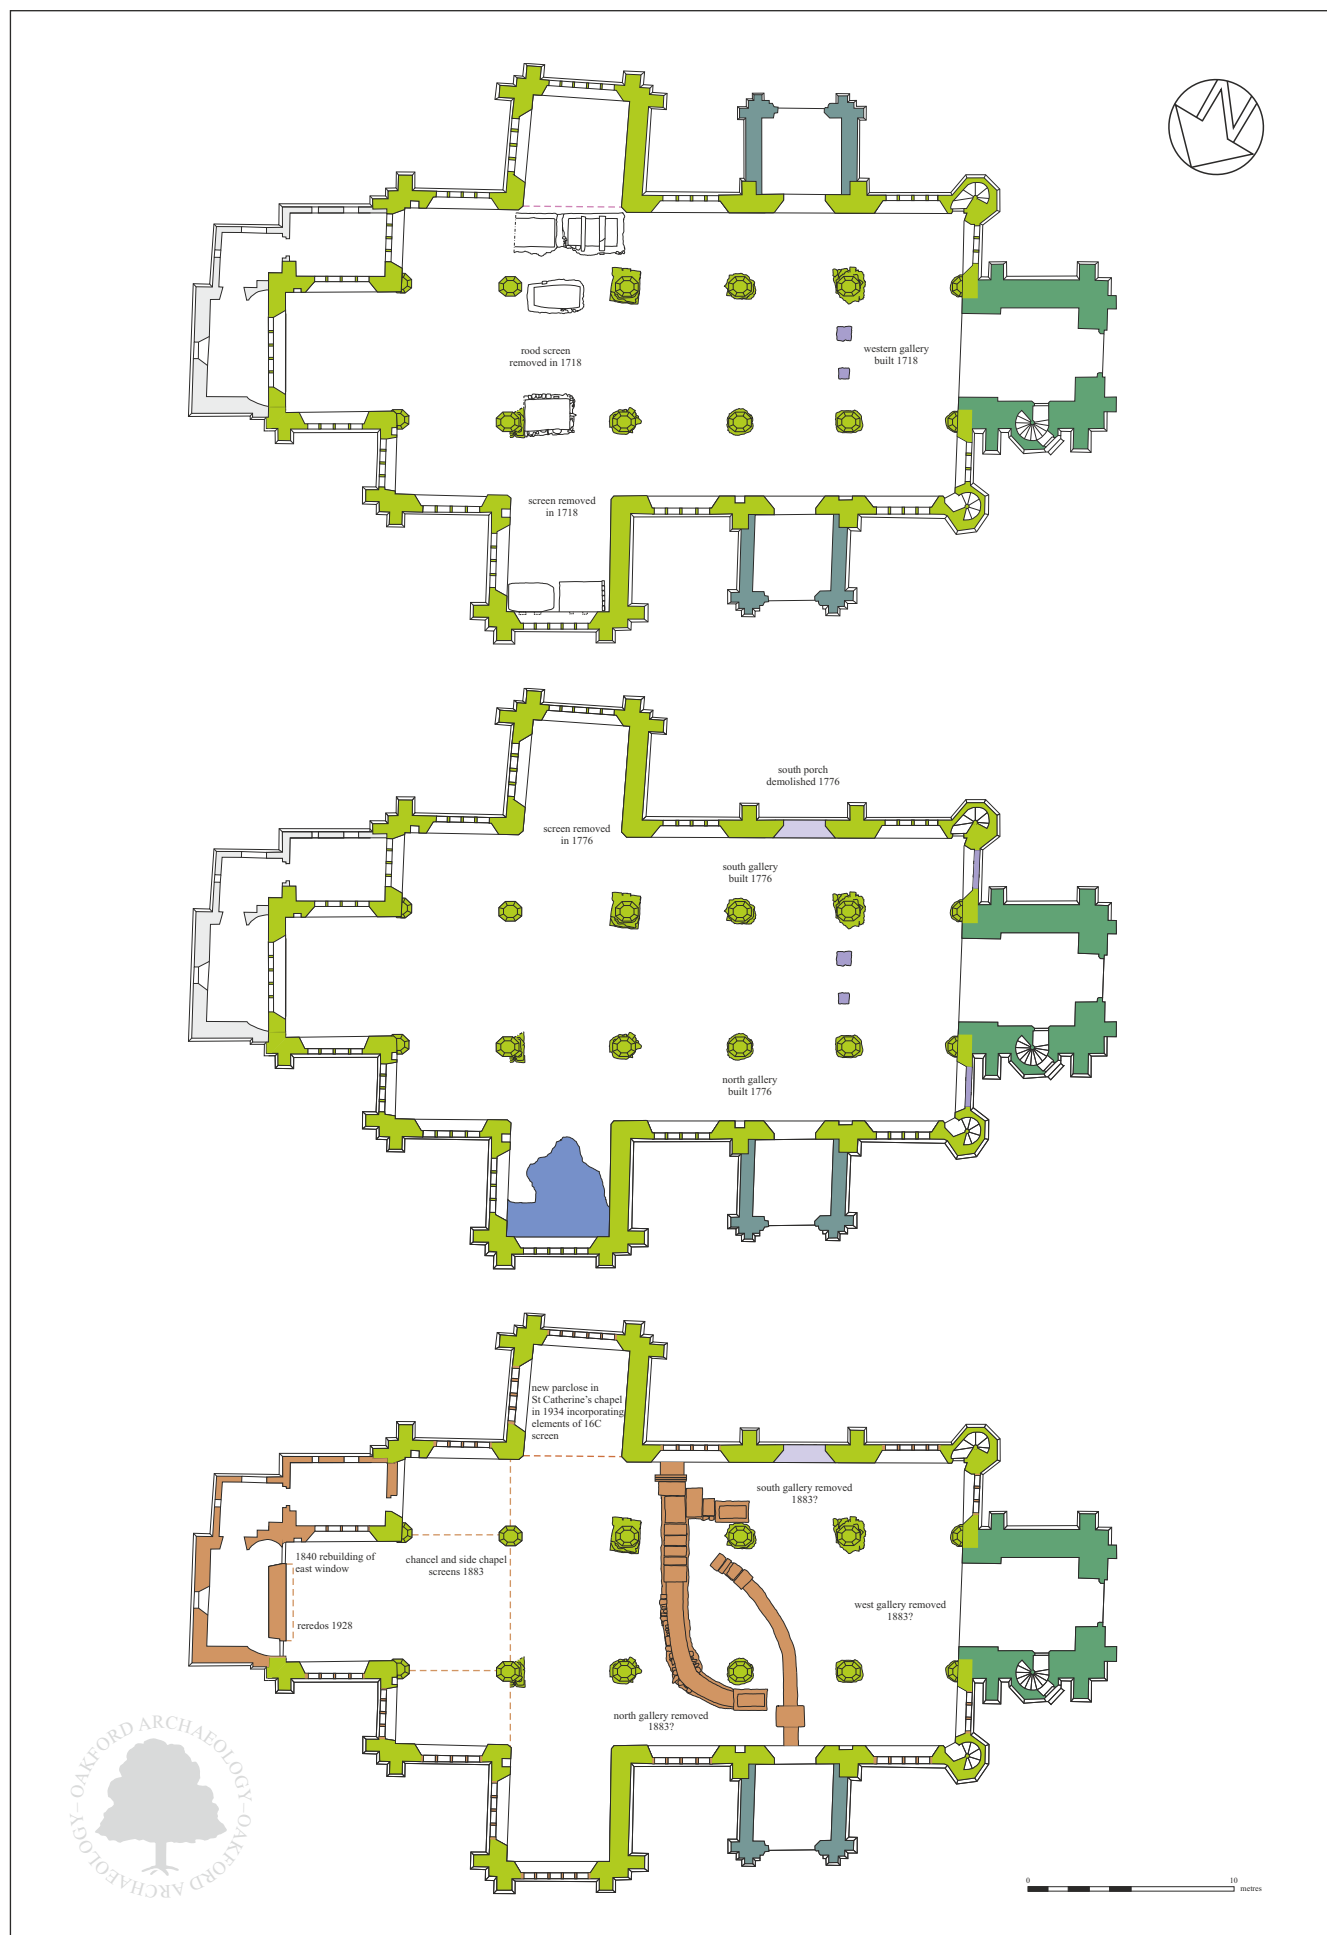 rood screen
removed in 1718
western gallery
built 1718
screen removed
in 1718
south porch
demolished 1776
screen removed
in 1776
south gallery
built 1776
north gallery
built 1776
new parclose in
St Catherine's chapel
in 1934 incorporating
elements of 16C
screen
south gallery removed
1883?
1840 rebuilding of
east window
chancel and side chapel
screens 1883
reredos 1928
west gallery removed
1883?
north gallery removed
1883?
OAKFORD ARCHAEOLOGY – OAKFORD ARCHAEOLOGY –
0 10
metres